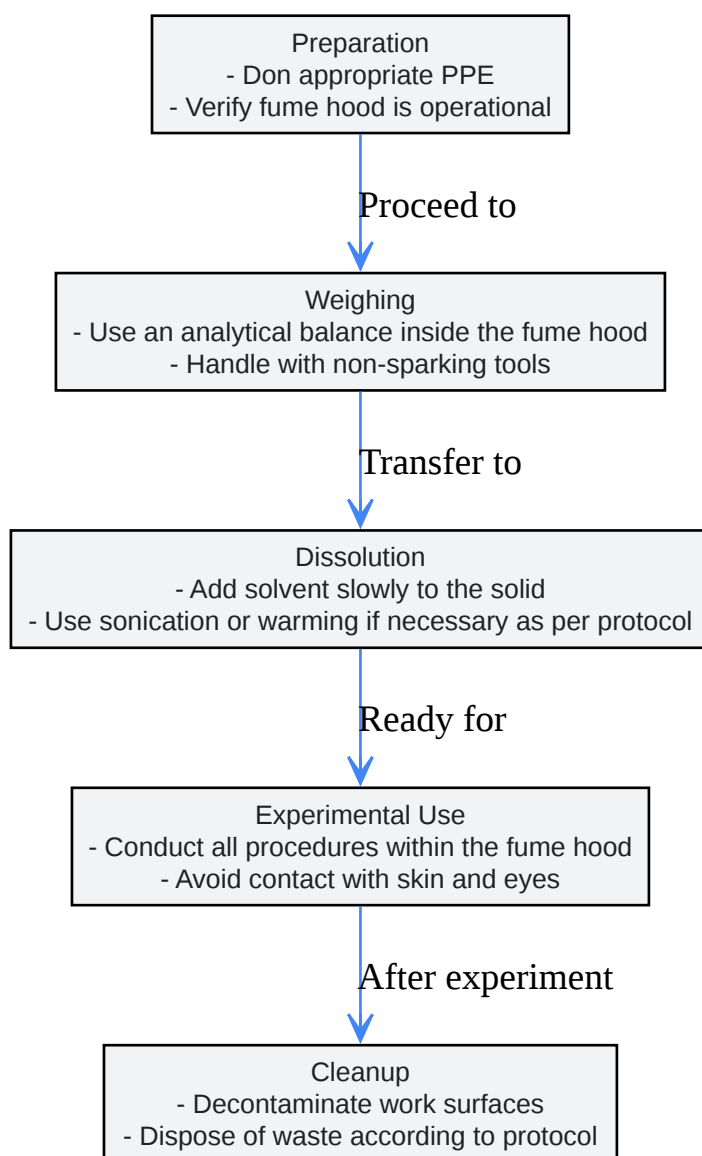 Preparation
- Don appropriate PPE
- Verify fume hood is operational
Proceed to
Weighing
- Use an analytical balance inside the fume hood
- Handle with non-sparking tools
Transfer to
Dissolution
- Add solvent slowly to the solid
- Use sonication or warming if necessary as per protocol
Ready for
Experimental Use
- Conduct all procedures within the fume hood
- Avoid contact with skin and eyes
After experiment
Cleanup
- Decontaminate work surfaces
- Dispose of waste according to protocol